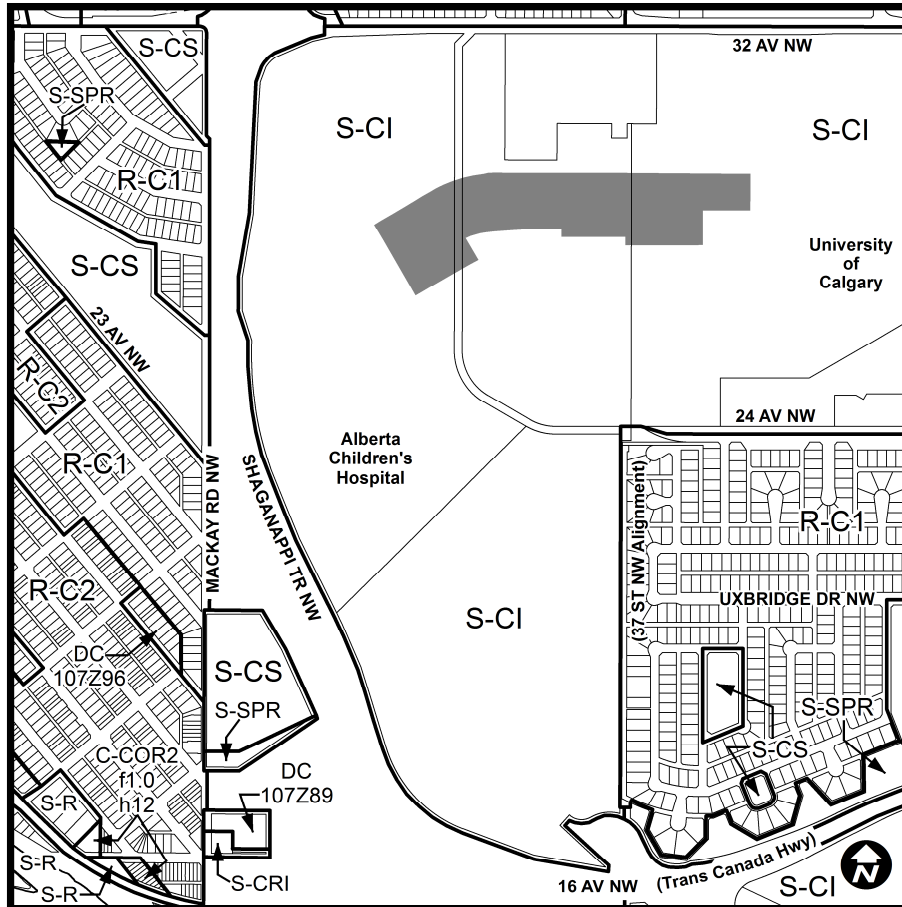 S-CS
32 AV NW
S-SPR
S-CI
S-CI
R-C1
University
of
Calgary
S-CS
23 AV NW
R-C2
24 AV NW
Alberta
Children's
Hospital
R-C1
MACKAY RD NW
SHAGANAPPI TR NW
(37 ST NW Alignment)
R-C1
R-C2
UXBRIDGE DR NW
S-CI
DC
107Z96
S-CS
S-SPR
S-SPR
S-CS
C-COR2
f1.0
h12
DC
107Z89
S-R
S-R
S-R
S-CRI
16 AV NW
(Trans Canada Hwy)
S-CI
N